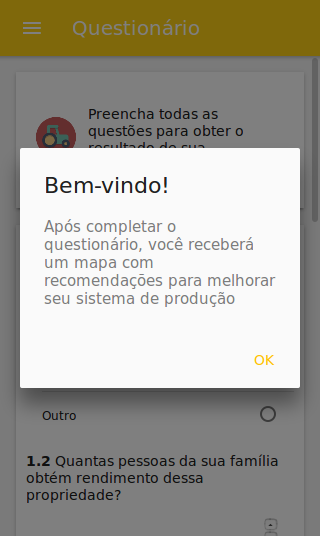 Questionário
Preencha todas as
questões para obter o
resultado de sua
Bem-vindo!
Após completar o
questionário, você receberá
um mapa com
recomendações para melhorar
seu sistema de produção
OK
Outro
1.2 Quantas pessoas da sua família
obtém rendimento dessa
propriedade?